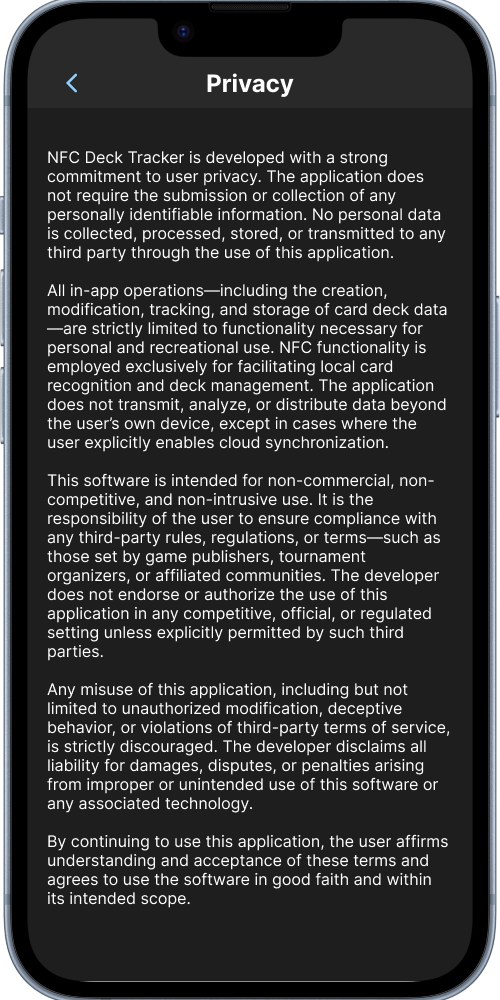 Privacy
NFC Deck Tracker is developed with a strong
commitment to user privacy. The application does
not require the submission or collection of any
personally identifiable information. No personal data
is collected, processed, stored, or transmitted to any
third party through the use of this application.
All in-app operations—including the creation,
modification, tracking, and storage of card deck data
—are strictly limited to functionality necessary for
personal and recreational use. NFC functionality is
employed exclusively for facilitating local card
recognition and deck management. The application
does not transmit, analyze, or distribute data beyond
the user’s own device, except in cases where the
user explicitly enables cloud synchronization.
This software is intended for non-commercial, non-
competitive, and non-intrusive use. It is the
responsibility of the user to ensure compliance with
any third-party rules, regulations, or terms—such as
those set by game publishers, tournament
organizers, or affiliated communities. The developer
does not endorse or authorize the use of this
application in any competitive, official, or regulated
setting unless explicitly permitted by such third
parties.
Any misuse of this application, including but not
limited to unauthorized modification, deceptive
behavior, or violations of third-party terms of service,
is strictly discouraged. The developer disclaims all
liability for damages, disputes, or penalties arising
from improper or unintended use of this software or
any associated technology.
By continuing to use this application, the user affirms
understanding and acceptance of these terms and
agrees to use the software in good faith and within
its intended scope.